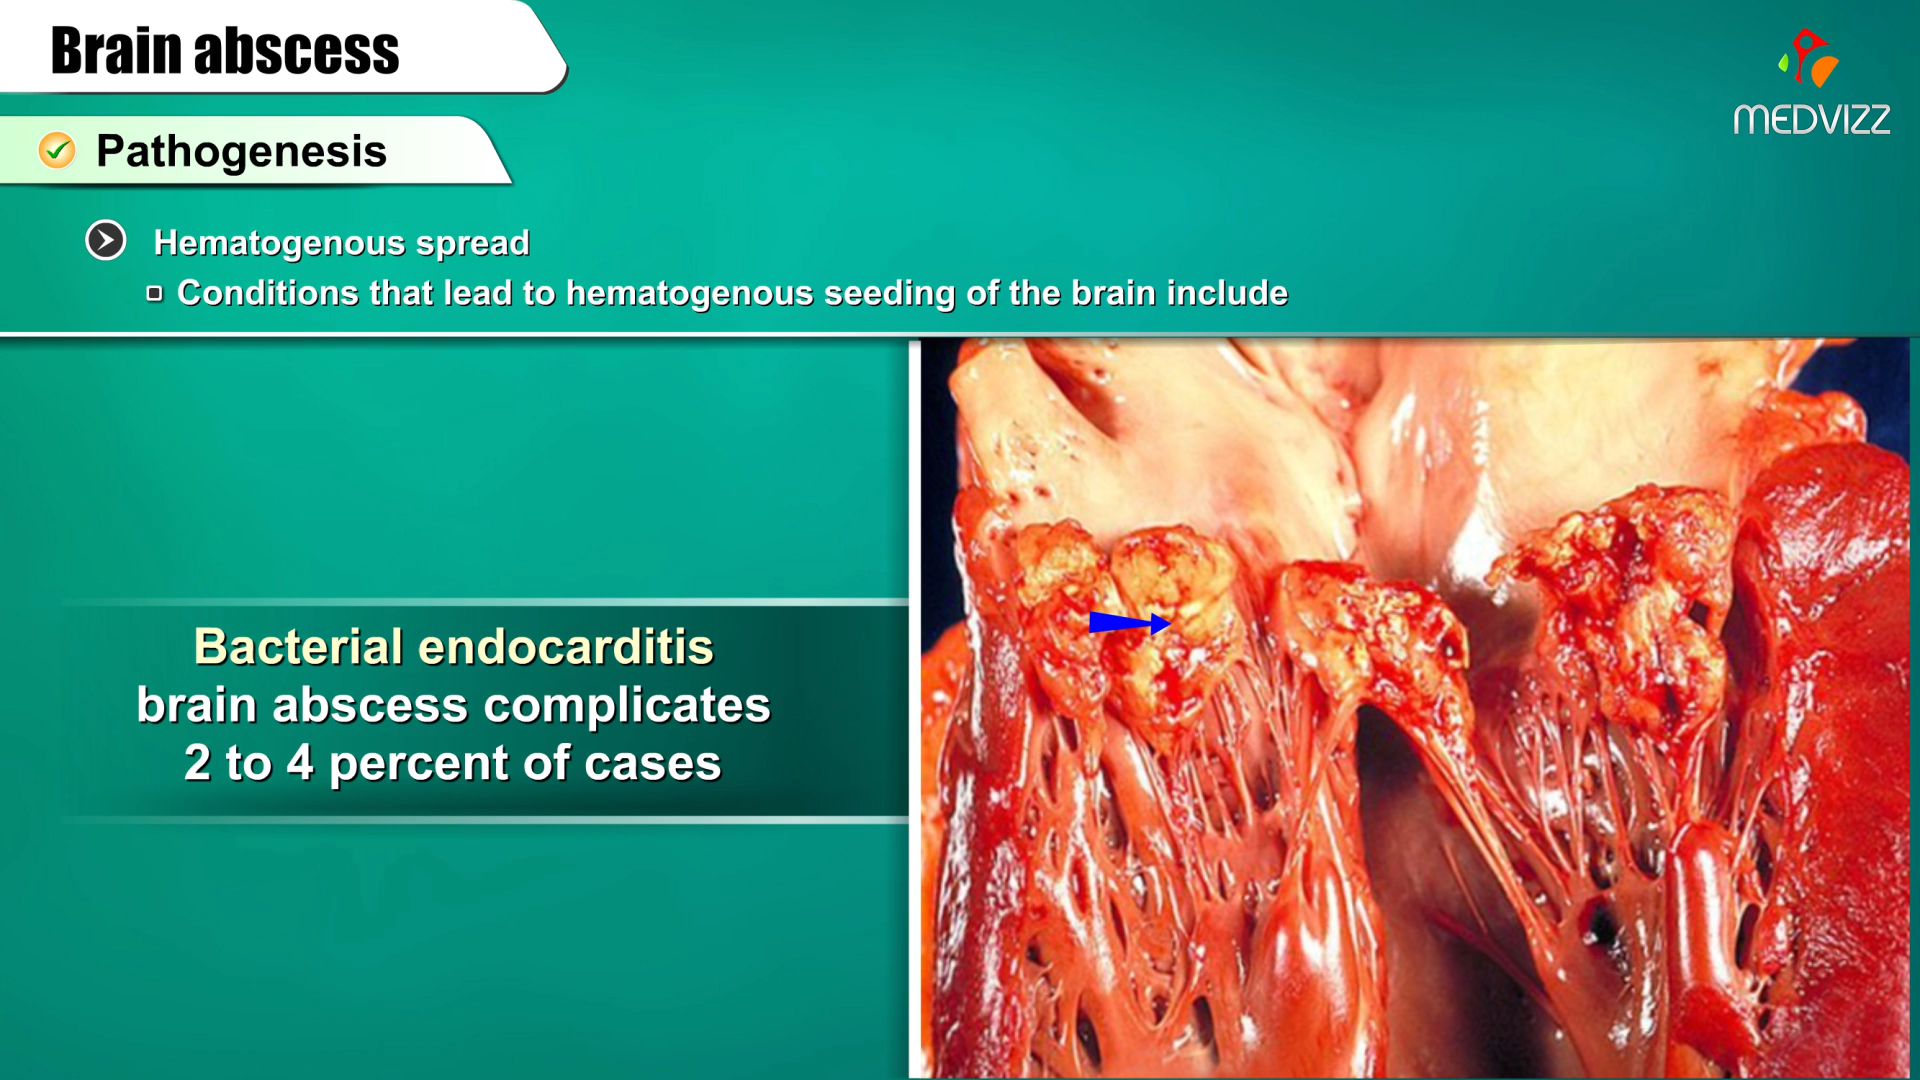 Brain abscess
MEDVIZZ
Pathogenesis
Hematogenous spread
Conditions that lead to hematogenous seeding of the brain include
Bacterial endocarditis
brain abscess complicates
2 to 4 percent of cases